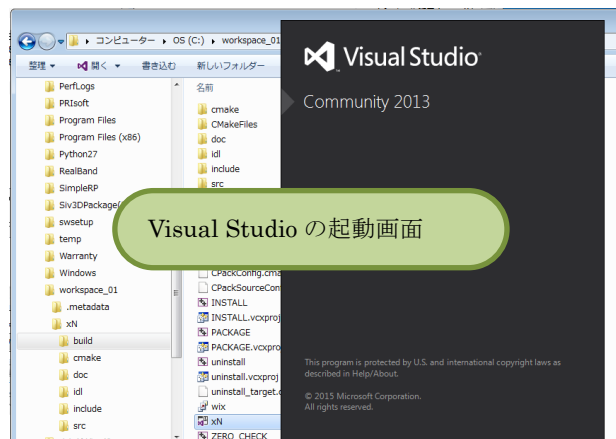 コンピューター ▸ OS (C:) ▸ workspace_01
整理 ▼ 開く ▼ 書き込む 新しいフォルダー
PerfLogs
PRIsoft
Program Files
Program Files (x86)
Python27
RealBand
SimpleRP
Siv3DPackage(
swsetup
temp
Warranty
Windows
workspace_01
.metadata
xN
build
cmake
doc
idl
include
src
名前
cmake
CMakeFiles
doc
idl
include
src
CPackConfig.cma
CPackSourceCon
INSTALL
INSTALL.vcxproj
PACKAGE
PACKAGE.vcxpro
uninstall
uninstall.vcxproj
uninstall_target.c
wix
xN
ZERO_CHECK
Visual Studio
Community 2013
Visual Studio の起動画面
This program is protected by U.S. and international copyright laws as
described in Help/About.
© 2015 Microsoft Corporation.
All rights reserved.